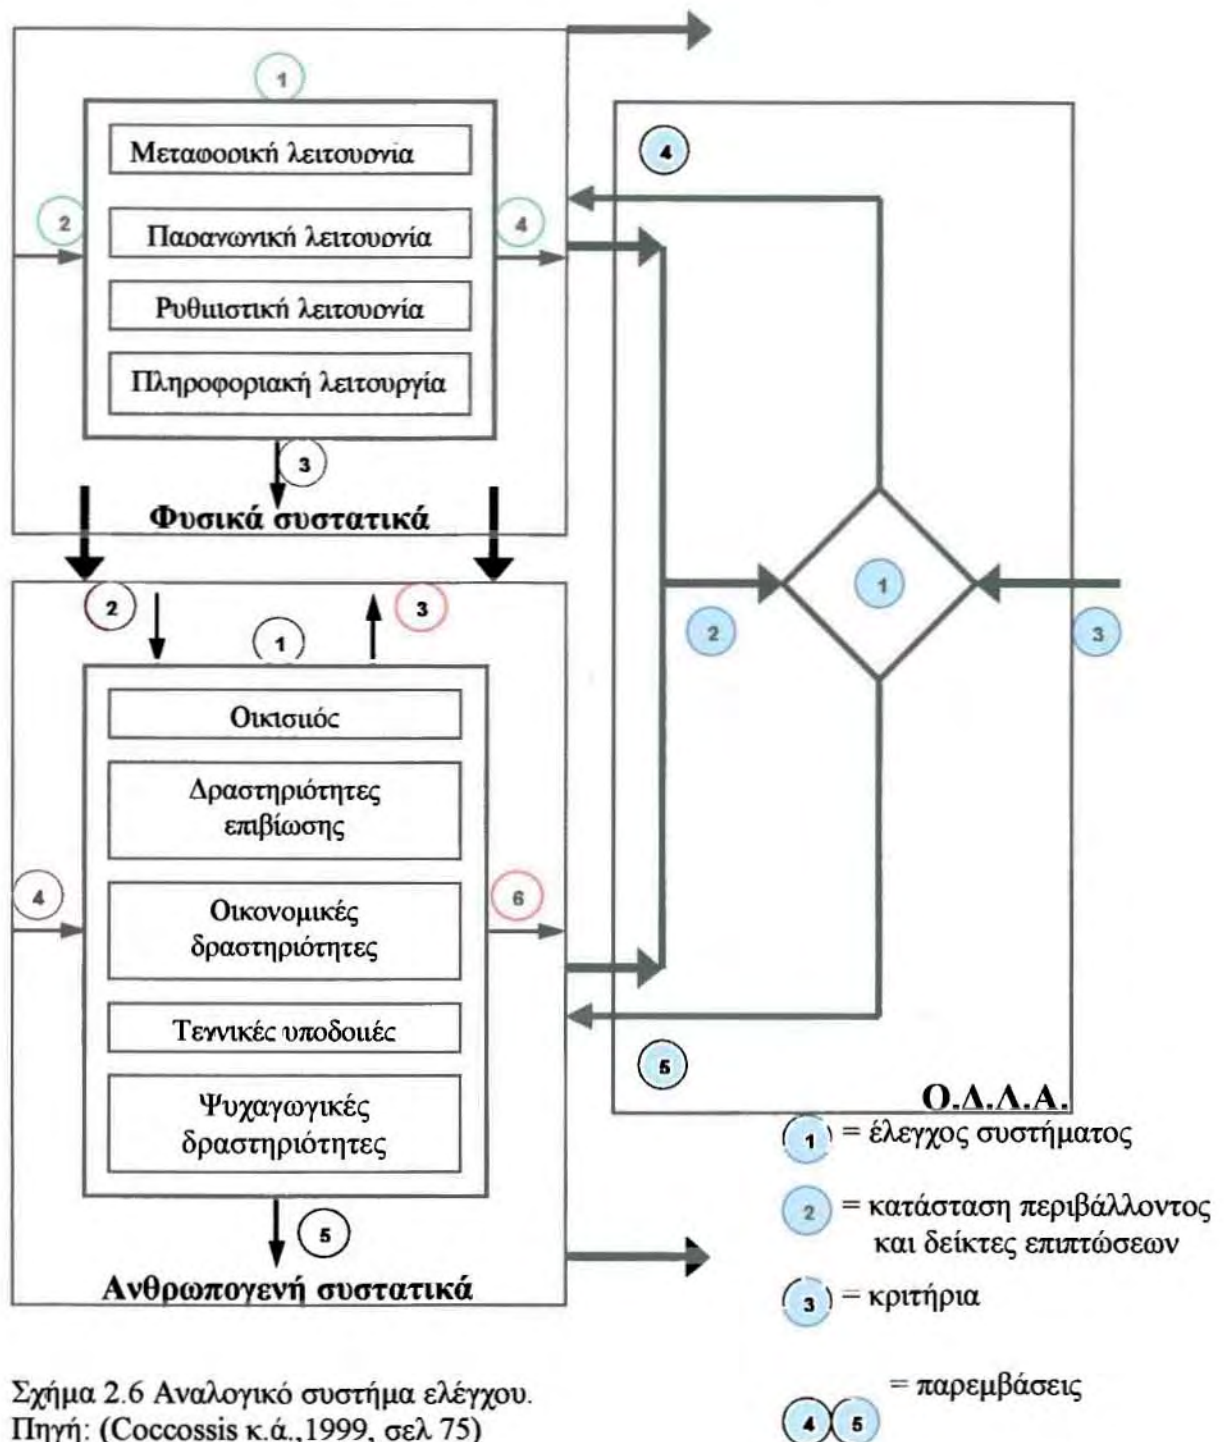 1
Μεταφορική λειτουργία
2
4
Παραγωγική λειτουργία
Ρυθμιστική λειτουργία
Πληροφοριακή λειτουργία
3
Φυσικά συστατικά
2
3
1
Οικισμός
Δραστηριότητες
επιβίωσης
4
6
Οικονομικές
δραστηριότητες
Τεχνικές υποδομές
Ψυχαγωγικές
δραστηριότητες
5
Ανθρωπογενή συστατικά
4
1
2
3
5
Ο.Δ.Λ.Α.
1 = έλεγχος συστήματος
2 = κατάσταση περιβάλλοντος
και δείκτες επιπτώσεων
3 = κριτήρια
4 5 = παρεμβάσεις
Σχήμα 2.6 Αναλογικό συστήμα ελέγχου.
Πηγή: (Coccossis κ.ά.,1999, σελ 75)